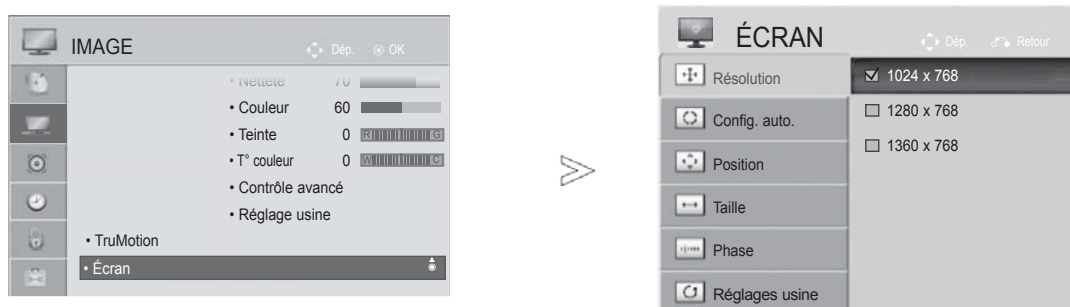 IMAGE
Dép. OK
• Netteté 70
• Couleur 60
• Teinte 0 R G
• T° couleur 0 W C
• Contrôle avancé
• Réglage usine
• TruMotion
• Écran
ÉCRAN
Dép. Retour
Résolution
Config. auto.
Position
Taille
Phase
Réglages usine
1024 x 768
1280 x 768
1360 x 768